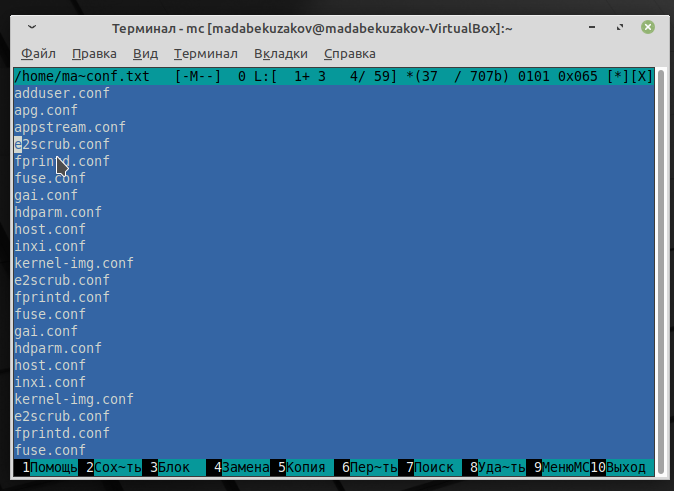 Терминал - mc [madabekuzakov@madabekuzakov-VirtualBox]:~
Файл Правка Вид Терминал Вкладки Справка
/home/ma~conf.txt [-M--] 0 L:[ 1+ 3 4/ 59] *(37 / 707b) 0101 0x065 [*][X]
adduser.conf
apg.conf
appstream.conf
e2scrub.conf
fprintd.conf
fuse.conf
gai.conf
hdparm.conf
host.conf
inxi.conf
kernel-img.conf
e2scrub.conf
fprintd.conf
fuse.conf
gai.conf
hdparm.conf
host.conf
inxi.conf
kernel-img.conf
e2scrub.conf
fprintd.conf
fuse.conf
1Помощь 2Сох~ть 3Блок 4Замена 5Копия 6Пер~ть 7Поиск 8Уда~ть 9МенюMC 10Выход